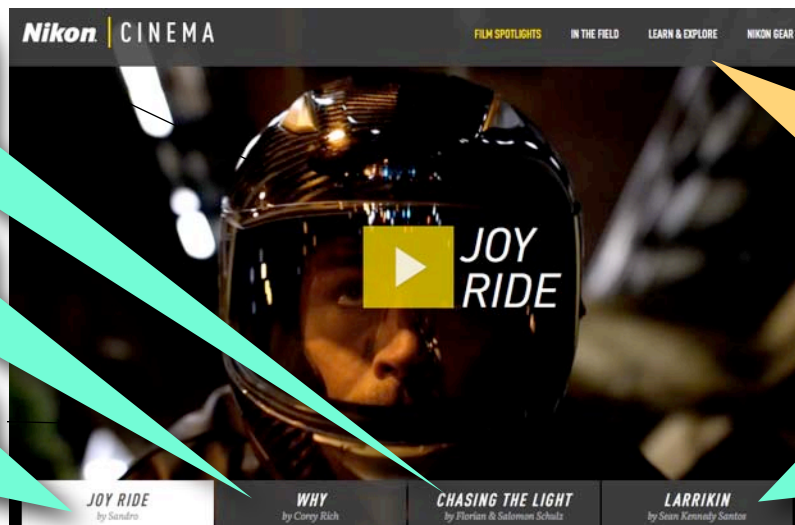 Nikon | CINEMA
FILM SPOTLIGHTS IN THE FIELD LEARN & EXPLORE NIKON GEAR
JOY
RIDE
JOY RIDE WHY CHASING THE LIGHT LARRIKIN
by Sandro by Corey Rich by Florian & Salomon Schulz by Sean Kennedy Santos